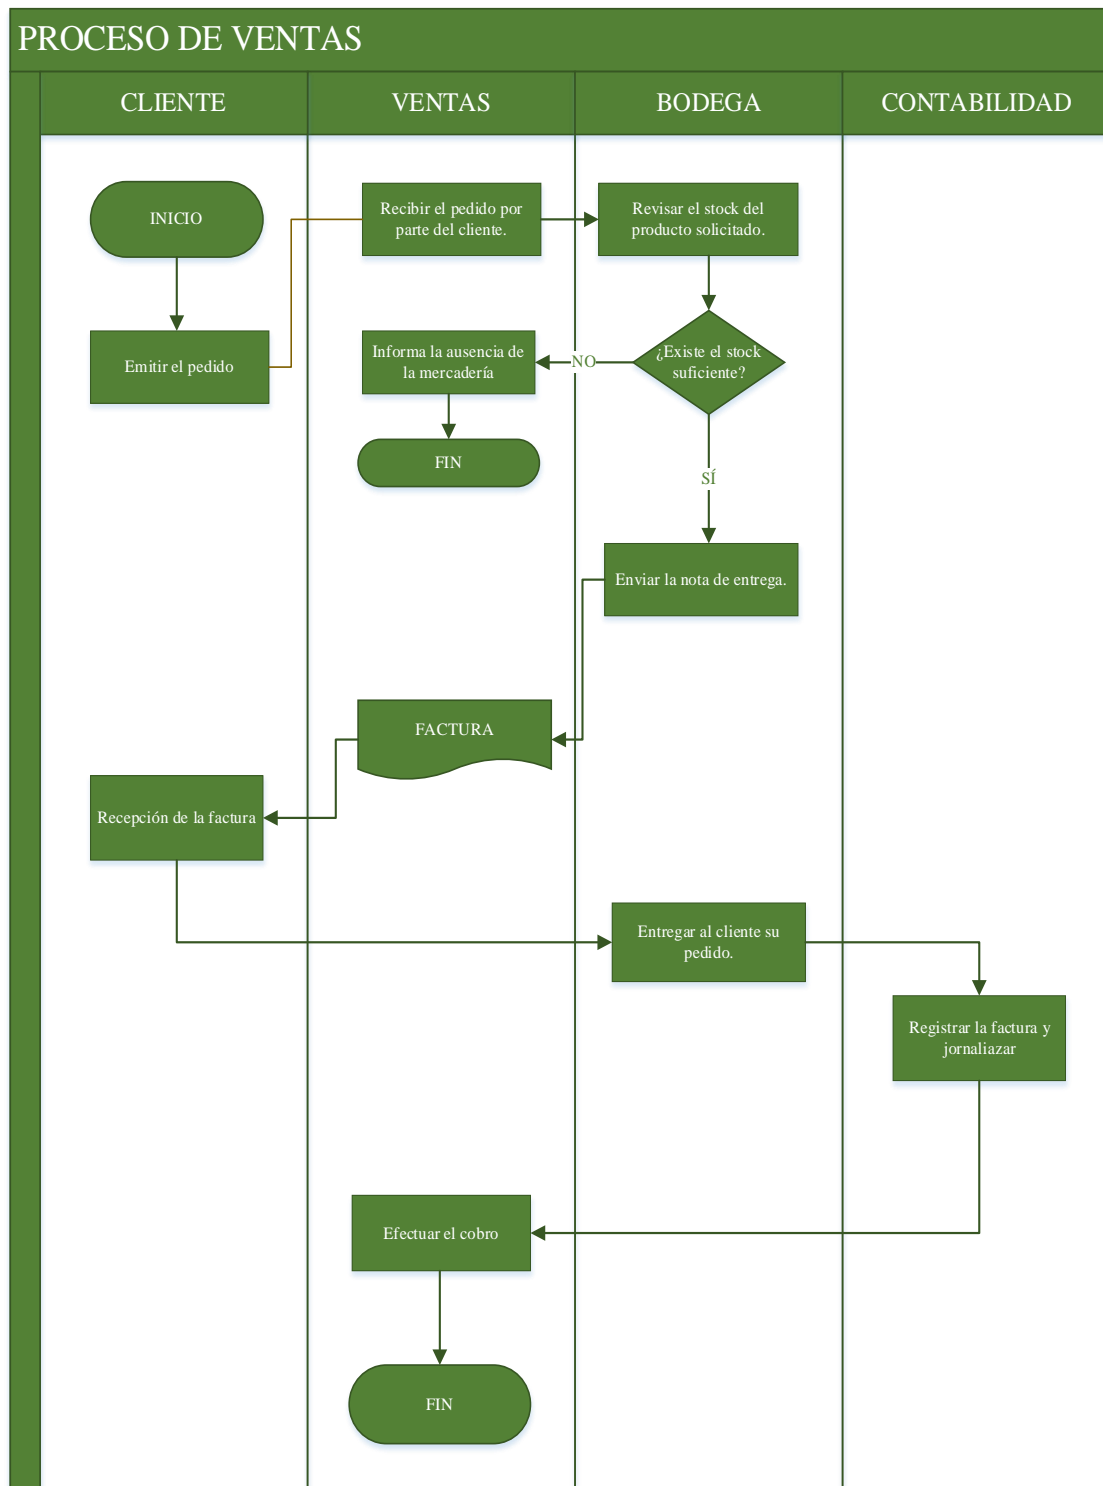 PROCESO DE VENTAS
CLIENTE
VENTAS
BODEGA
CONTABILIDAD
INICIO
Recibir el pedido por
parte del cliente.
Revisar el stock del
producto solicitado.
Emitir el pedido
Informa la ausencia de
la mercadería
NO
¿Existe el stock
suficiente?
FIN
SÍ
Enviar la nota de entrega.
FACTURA
Recepción de la factura
Entregar al cliente su
pedido.
Registrar la factura y
jornaliazar
Efectuar el cobro
FIN